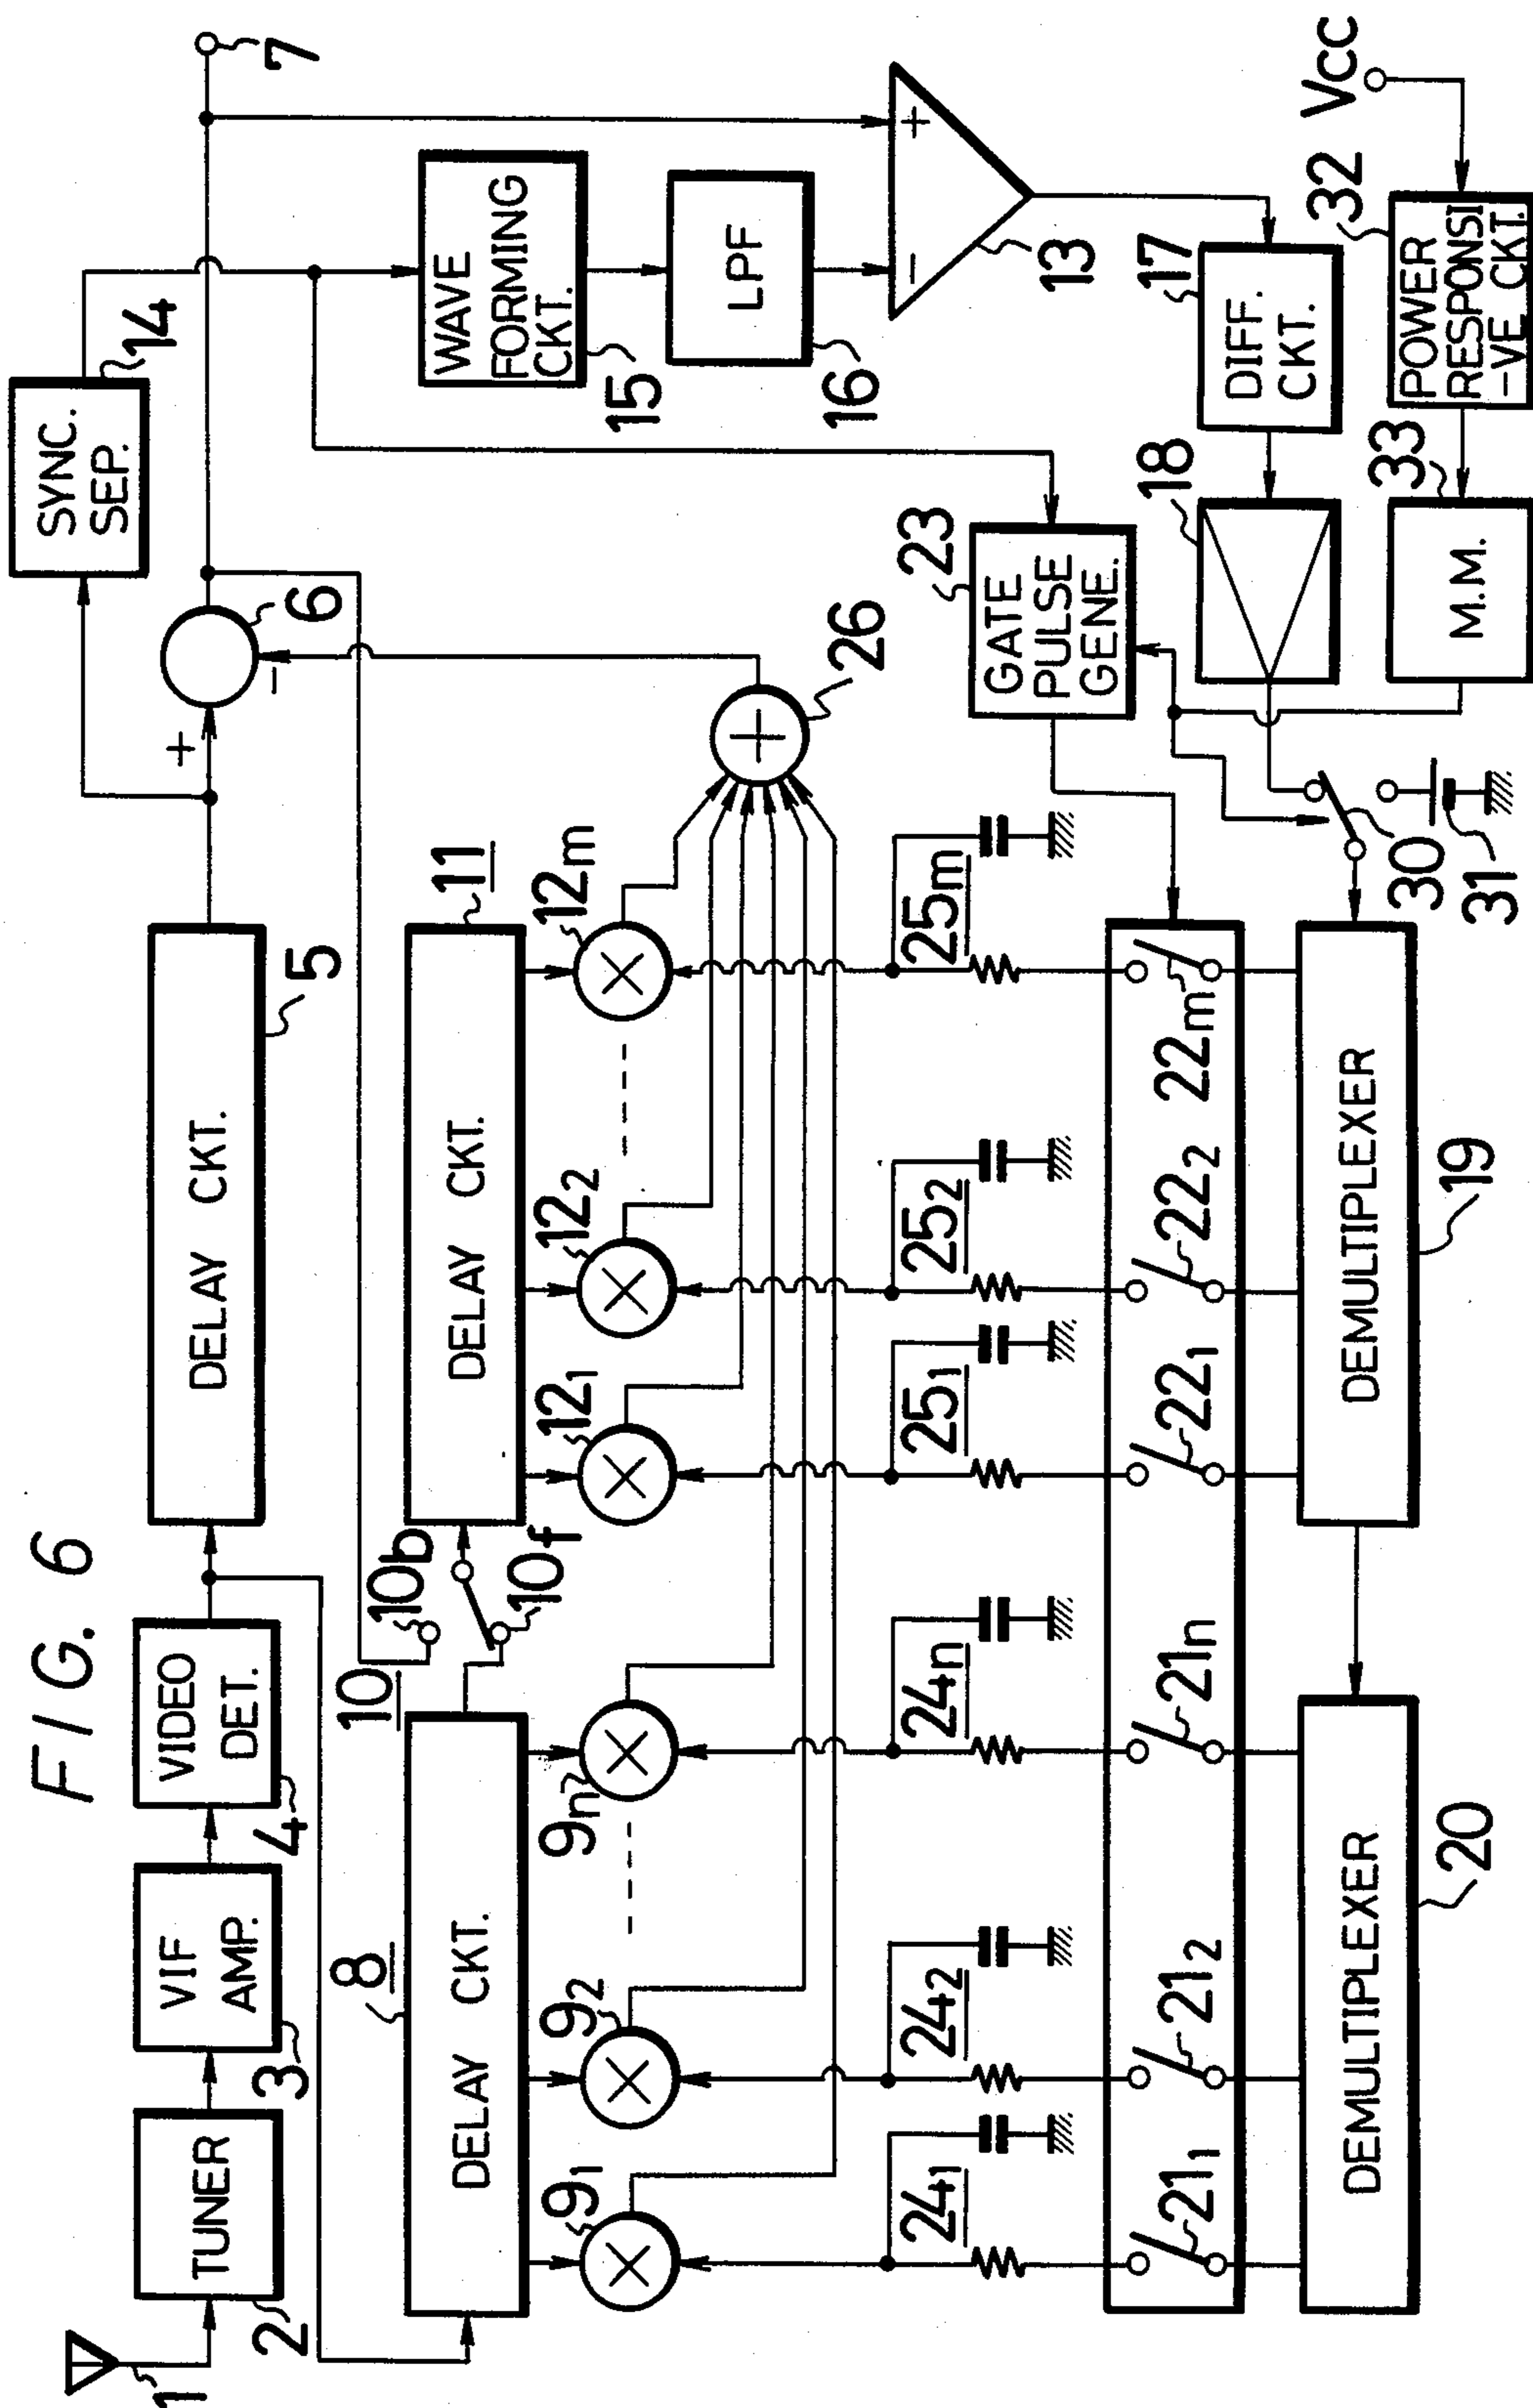 FIG. 6
1
TUNER
2
VIF
AMP.
3
VIDEO
DET.
4
DELAY CKT.
5
+
-
6
SYNC.
SEP.
14
7
DELAY CKT.
8
10
10b
10f
DELAY CKT.
11
9₁
9₂
9n
12₁
12₂
12m
26
WAVE
FORMING
CKT.
15
LPF
16
+
-
13
24₁
24₂
24n
25₁
25₂
25m
GATE
PULSE
GENE.
23
DIFF.
CKT.
17
18
21₁
21₂
21n
22₁
22₂
22m
30
31
DEMULTIPLEXER
20
DEMULTIPLEXER
19
M.M.
33
POWER
RESPONSI
-VE CKT.
32
Vcc